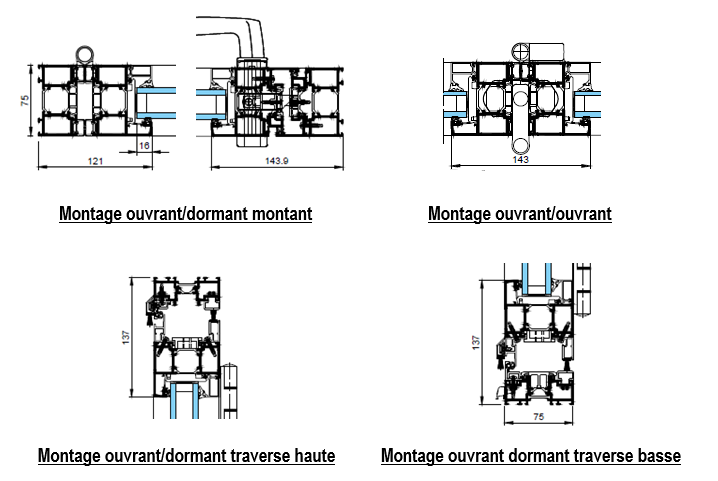 75
121
16
143.9
143
Montage ouvrant/dormant montant
Montage ouvrant/ouvrant
137
137
75
Montage ouvrant/dormant traverse haute
Montage ouvrant dormant traverse basse